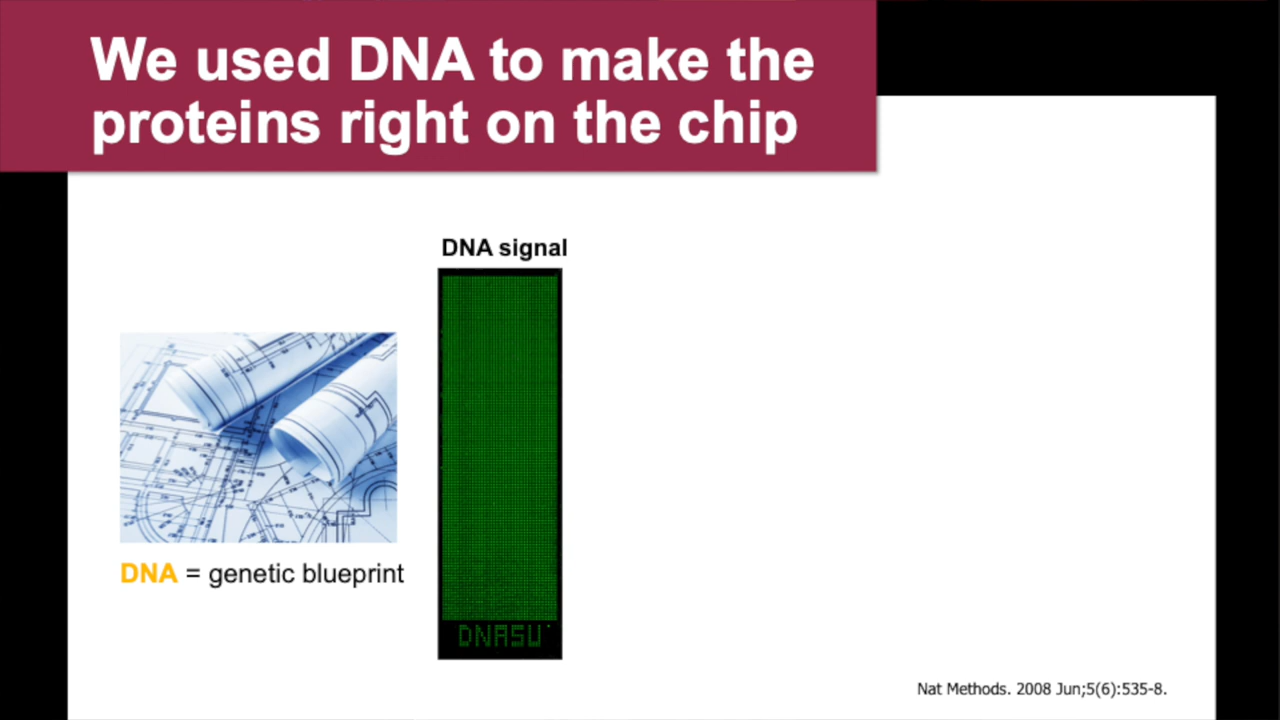 We used DNA to make the
proteins right on the chip
DNA signal
DNA = genetic blueprint
DNASU
Nat Methods. 2008 Jun;5(6):535-8.